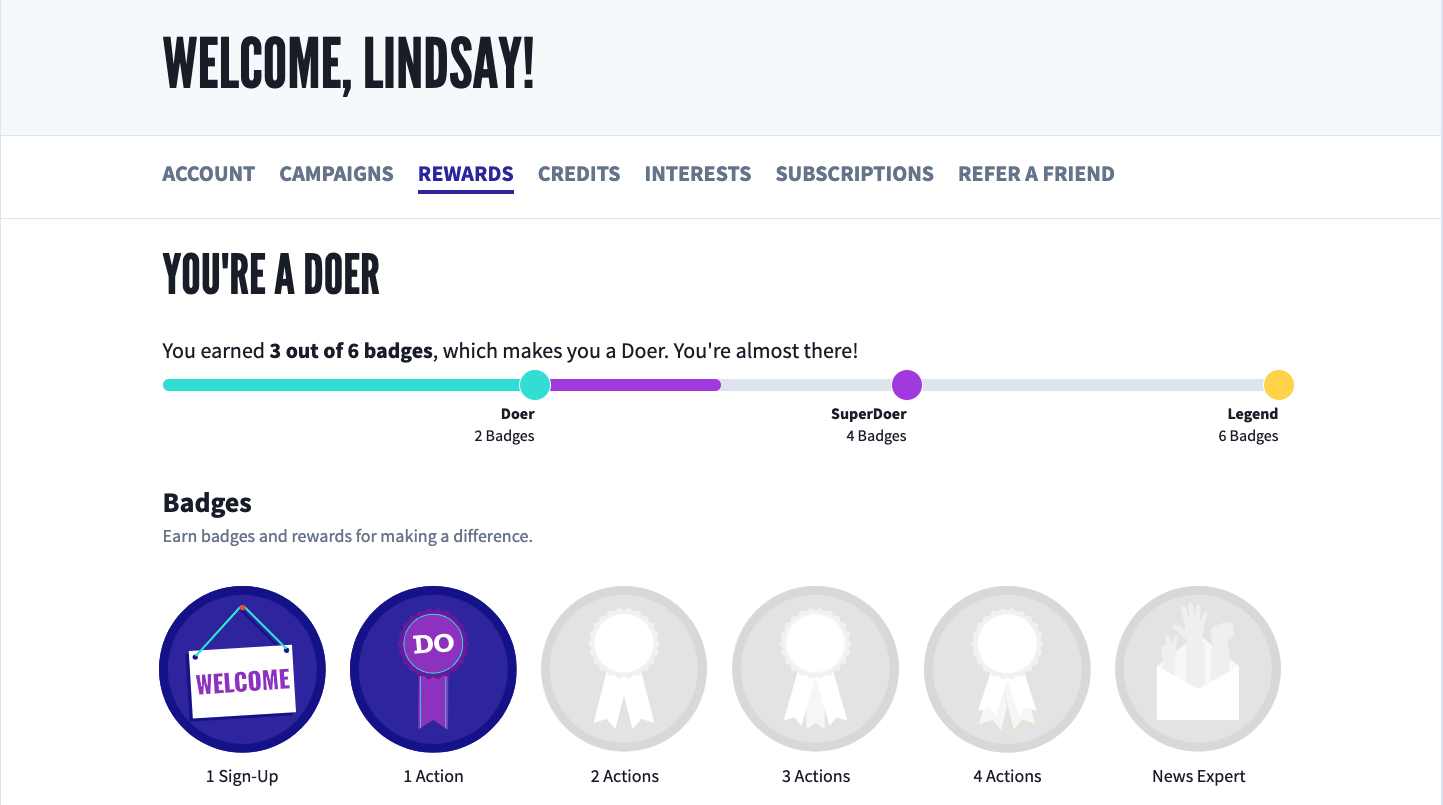 WELCOME, LINDSAY!
ACCOUNT CAMPAIGNS REWARDS CREDITS INTERESTS SUBSCRIPTIONS REFER A FRIEND
YOU'RE A DOER
You earned 3 out of 6 badges, which makes you a Doer. You're almost there!
Doer SuperDoer Legend
2 Badges 4 Badges 6 Badges
Badges
Earn badges and rewards for making a difference.
WELCOME DO
1 Sign-Up 1 Action 2 Actions 3 Actions 4 Actions News Expert